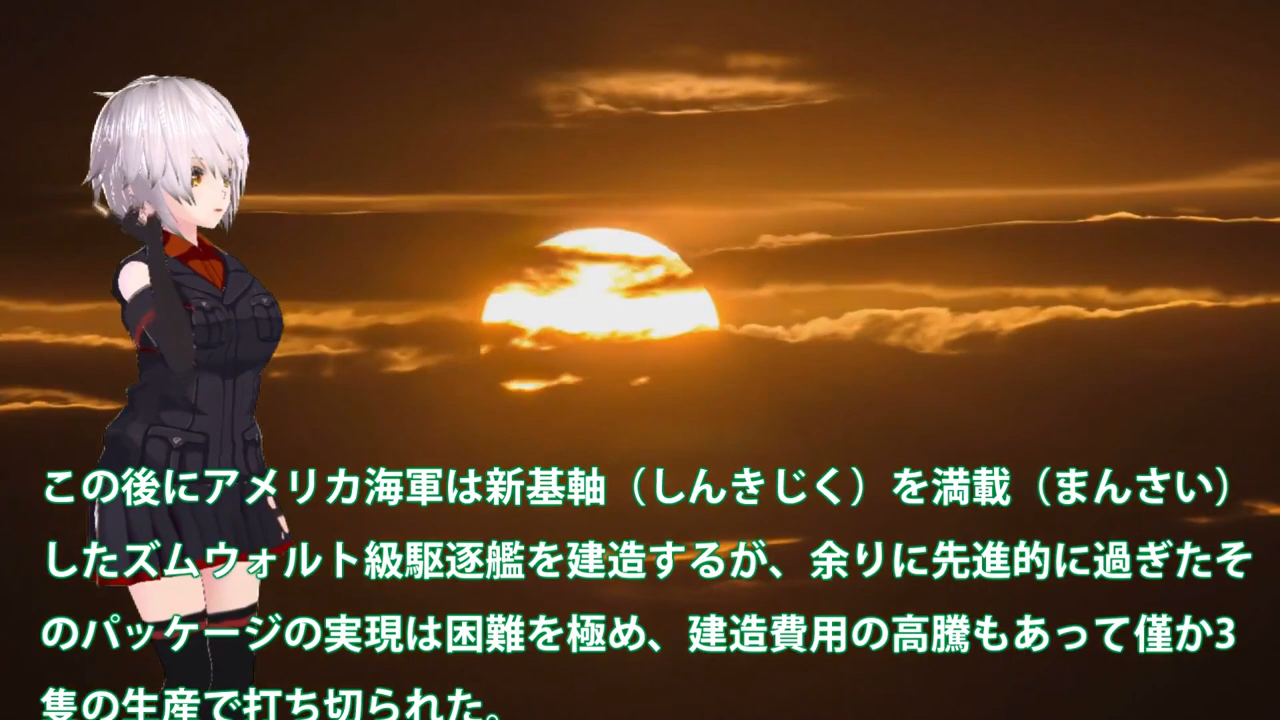 この後にアメリカ海軍は新基軸（しんきじく）を満載（まんさい）
したズムウォルト級駆逐艦を建造するが、余りに先進的に過ぎたそ
のパッケージの実現は困難を極め、建造費用の高騰もあって僅か3
隻の生産で打ち切られた。